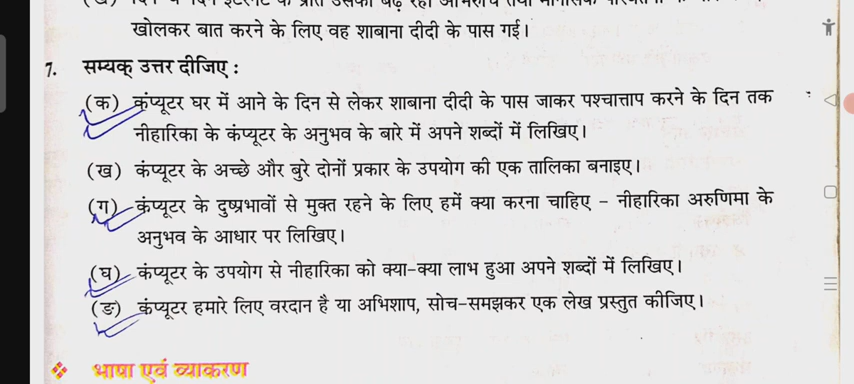 खोलकर बात करने के लिए वह शाबाना दीदी के पास गई।
7. सम्यक् उत्तर दीजिए :
(क) कंप्यूटर घर में आने के दिन से लेकर शाबाना दीदी के पास जाकर पश्चात्ताप करने के दिन तक
नीहारिका के कंप्यूटर के अनुभव के बारे में अपने शब्दों में लिखिए।
(ख) कंप्यूटर के अच्छे और बुरे दोनों प्रकार के उपयोग की एक तालिका बनाइए।
(ग) कंप्यूटर के दुष्प्रभावों से मुक्त रहने के लिए हमें क्या करना चाहिए – नीहारिका अरुणिमा के
अनुभव के आधार पर लिखिए।
(घ) कंप्यूटर के उपयोग से नीहारिका को क्या-क्या लाभ हुआ अपने शब्दों में लिखिए।
(ङ) कंप्यूटर हमारे लिए वरदान है या अभिशाप, सोच-समझकर एक लेख प्रस्तुत कीजिए।
भाषा एवं व्याकरण